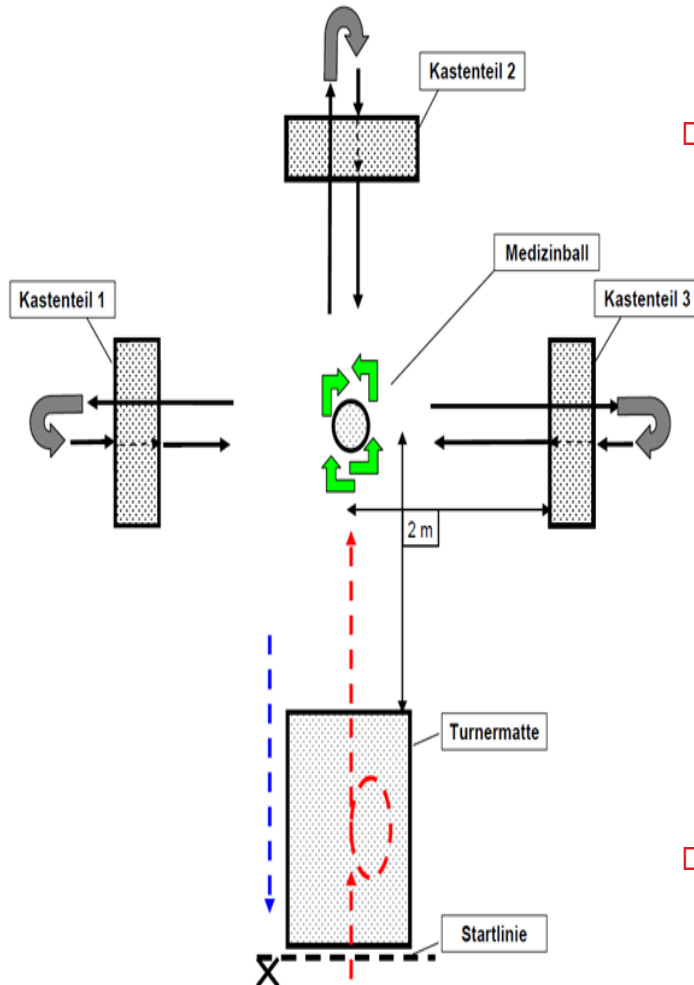 Kastenteil 2
Medizinball
Kastenteil 1
Kastenteil 3
2 m
Turnermatte
Startlinie
X